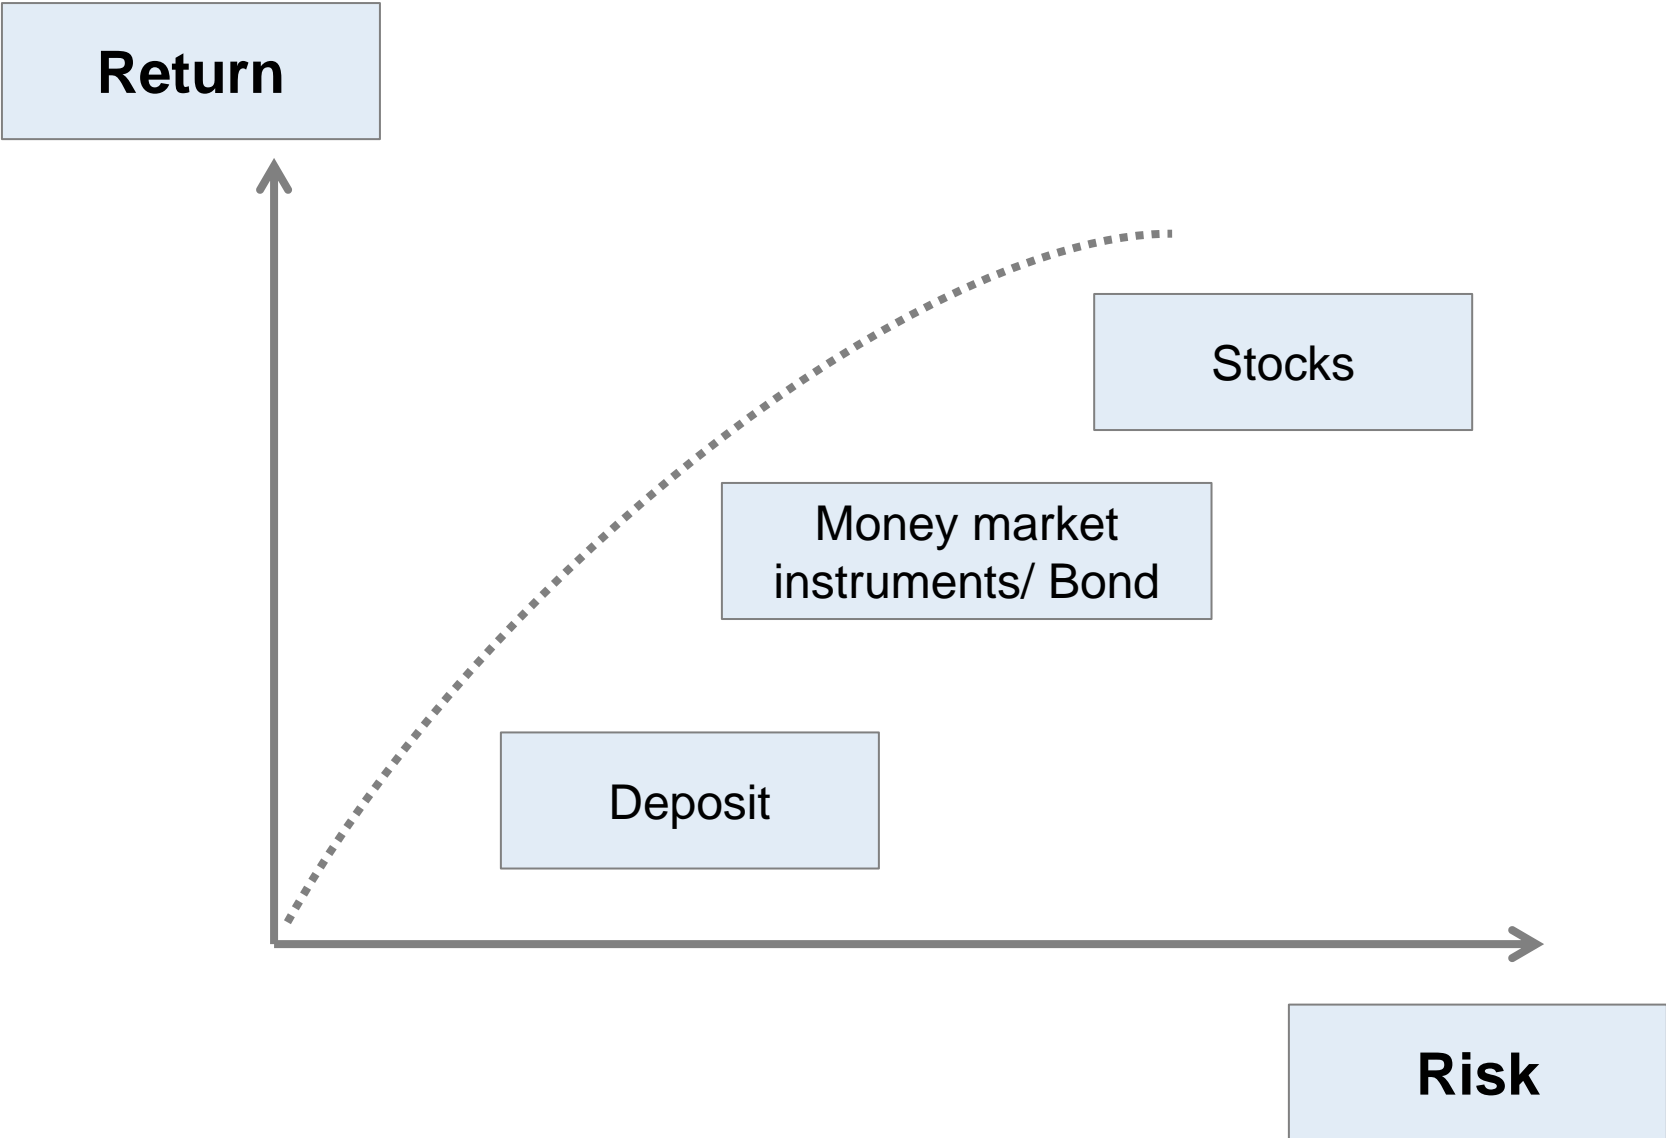 Return
Stocks
Money market
instruments/ Bond
Deposit
Risk